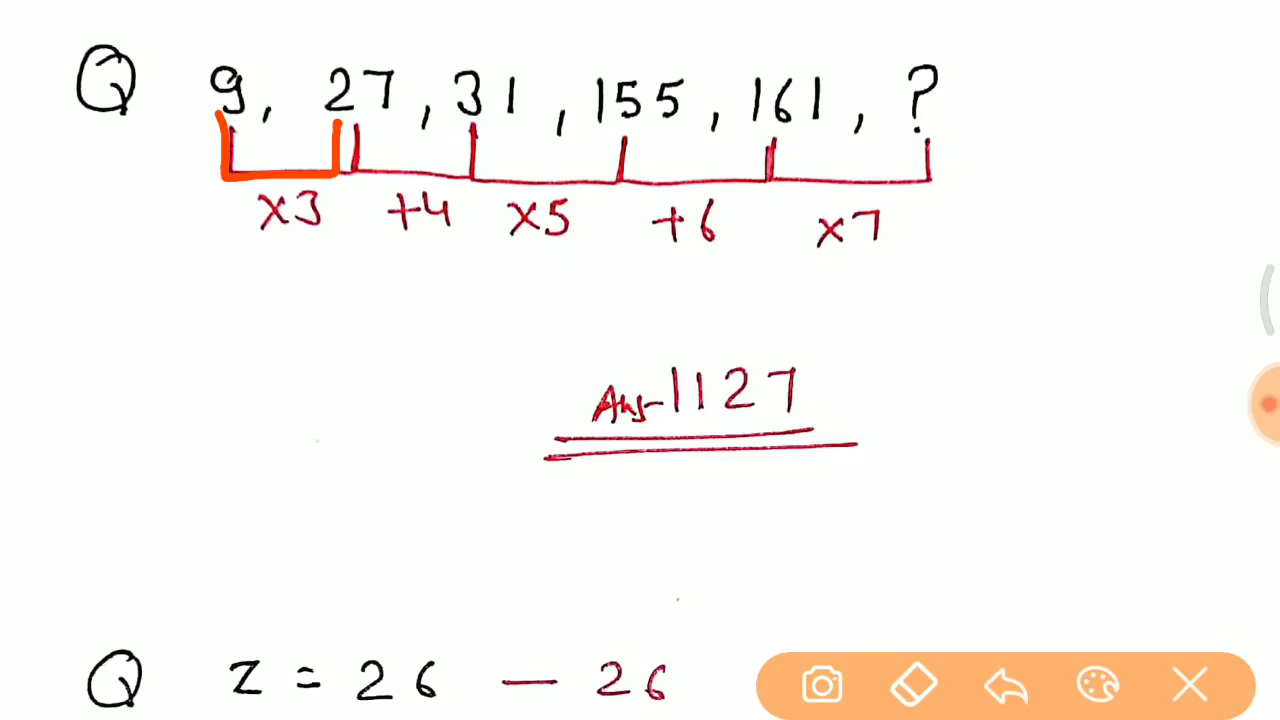 Q 9, 27, 31, 155, 161, ?
x3 +4 x5 +6 x7
Ans-1127
Q Z = 26 — 26